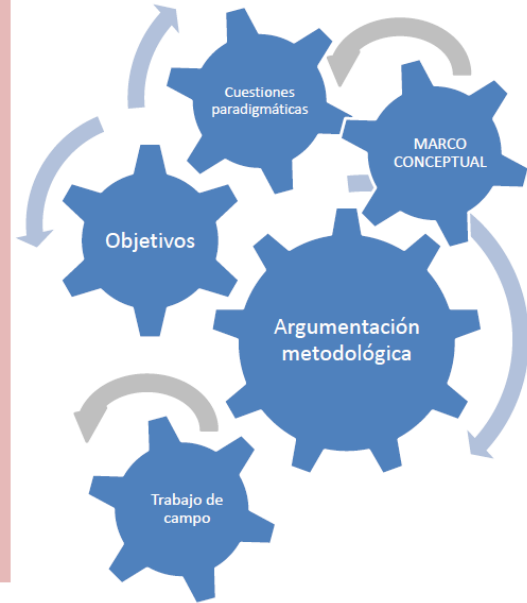 Cuestiones
paradigmáticas
MARCO
CONCEPTUAL
Objetivos
Argumentación
metodológica
Trabajo de
campo